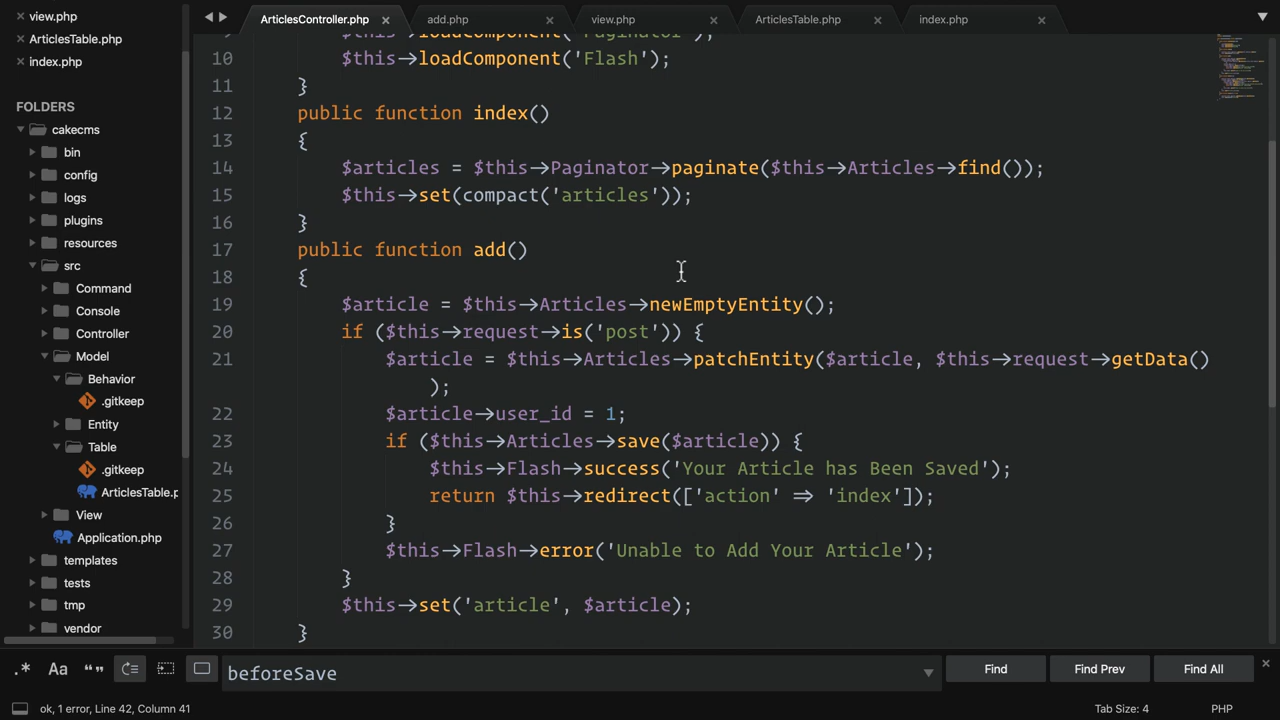 view.php
ArticlesTable.php
index.php
FOLDERS
cakecms
bin
config
logs
plugins
resources
src
Command
Console
Controller
Model
Behavior
.gitkeep
Entity
Table
.gitkeep
ArticlesTable.p
View
Application.php
templates
tests
tmp
vendor
ArticlesController.php
add.php
view.php
ArticlesTable.php
index.php
9 $this->loadComponent('Paginator');
10 $this->loadComponent('Flash');
11 }
12 public function index()
13 {
14 $articles = $this->Paginator->paginate($this->Articles->find());
15 $this->set(compact('articles'));
16 }
17 public function add()
18 {
19 $article = $this->Articles->newEmptyEntity();
20 if ($this->request->is('post')) {
21 $article = $this->Articles->patchEntity($article, $this->request->getData()
);
22 $article->user_id = 1;
23 if ($this->Articles->save($article)) {
24 $this->Flash->success('Your Article has Been Saved');
25 return $this->redirect(['action' => 'index']);
26 }
27 $this->Flash->error('Unable to Add Your Article');
28 }
29 $this->set('article', $article);
30 }
.* Aa “” beforeSave Find Find Prev Find All
ok, 1 error, Line 42, Column 41 Tab Size: 4 PHP